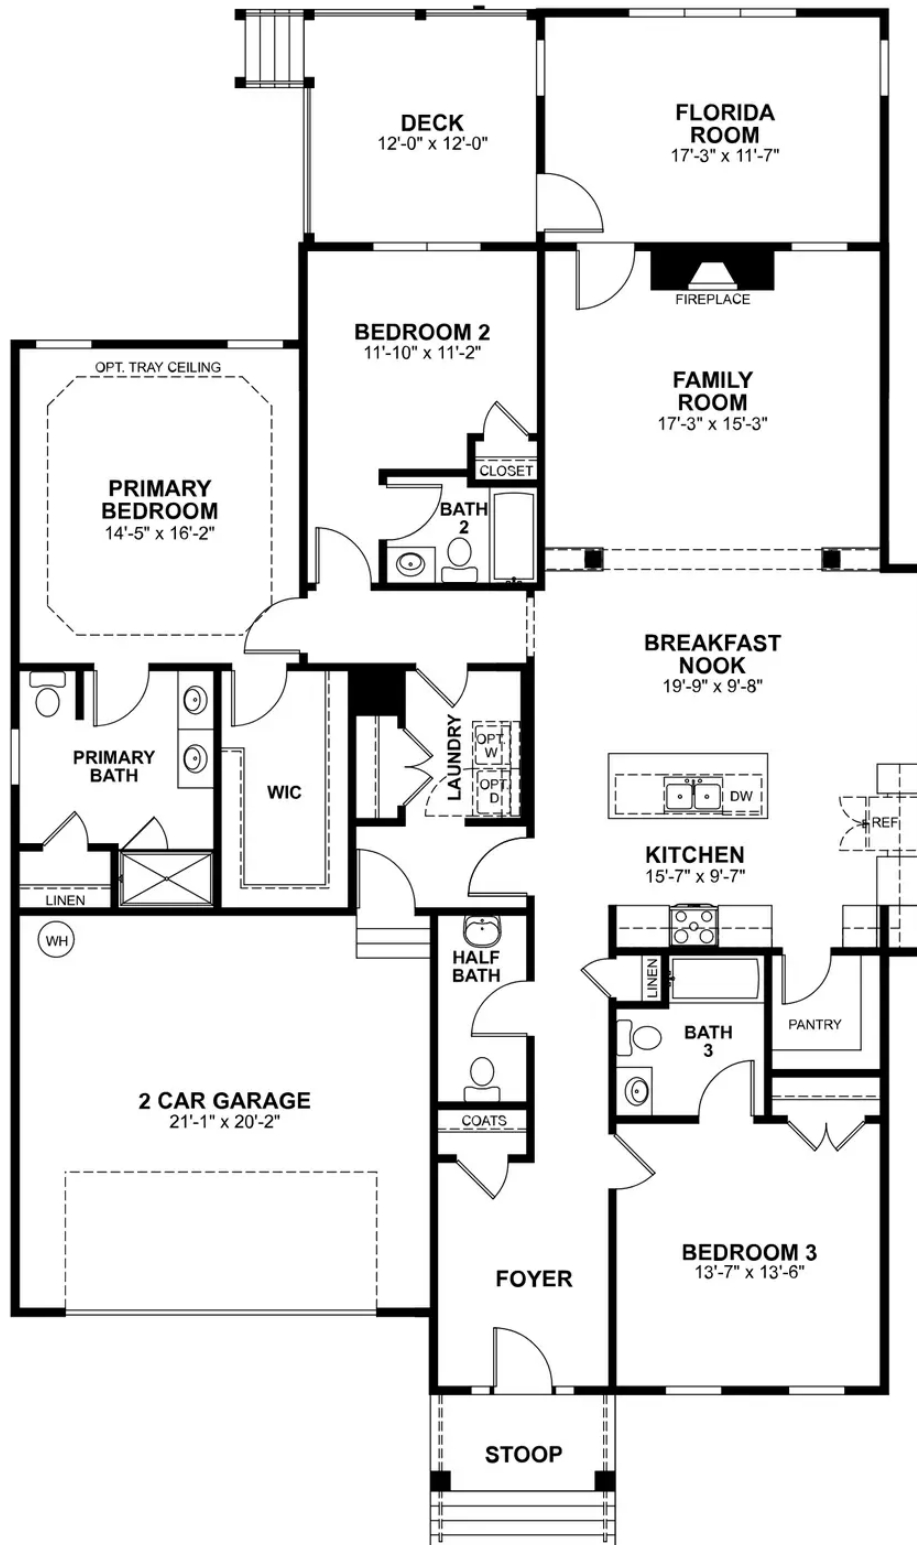 DECK
12'-0" x 12'-0"
FLORIDA
ROOM
17'-3" x 11'-7"
FIREPLACE
BEDROOM 2
11'-10" x 11'-2"
OPT. TRAY CEILING
FAMILY
ROOM
17'-3" x 15'-3"
CLOSET
PRIMARY
BEDROOM
14'-5" x 16'-2"
BATH
2
BREAKFAST
NOOK
19'-9" x 9'-8"
PRIMARY
BATH
WIC
LAUNDRY
OPT.
W
OPT.
D
DW
REF
KITCHEN
15'-7" x 9'-7"
LINEN
WH
HALF
BATH
LINEN
BATH
3
PANTRY
2 CAR GARAGE
21'-1" x 20'-2"
COATS
BEDROOM 3
13'-7" x 13'-6"
FOYER
STOOP